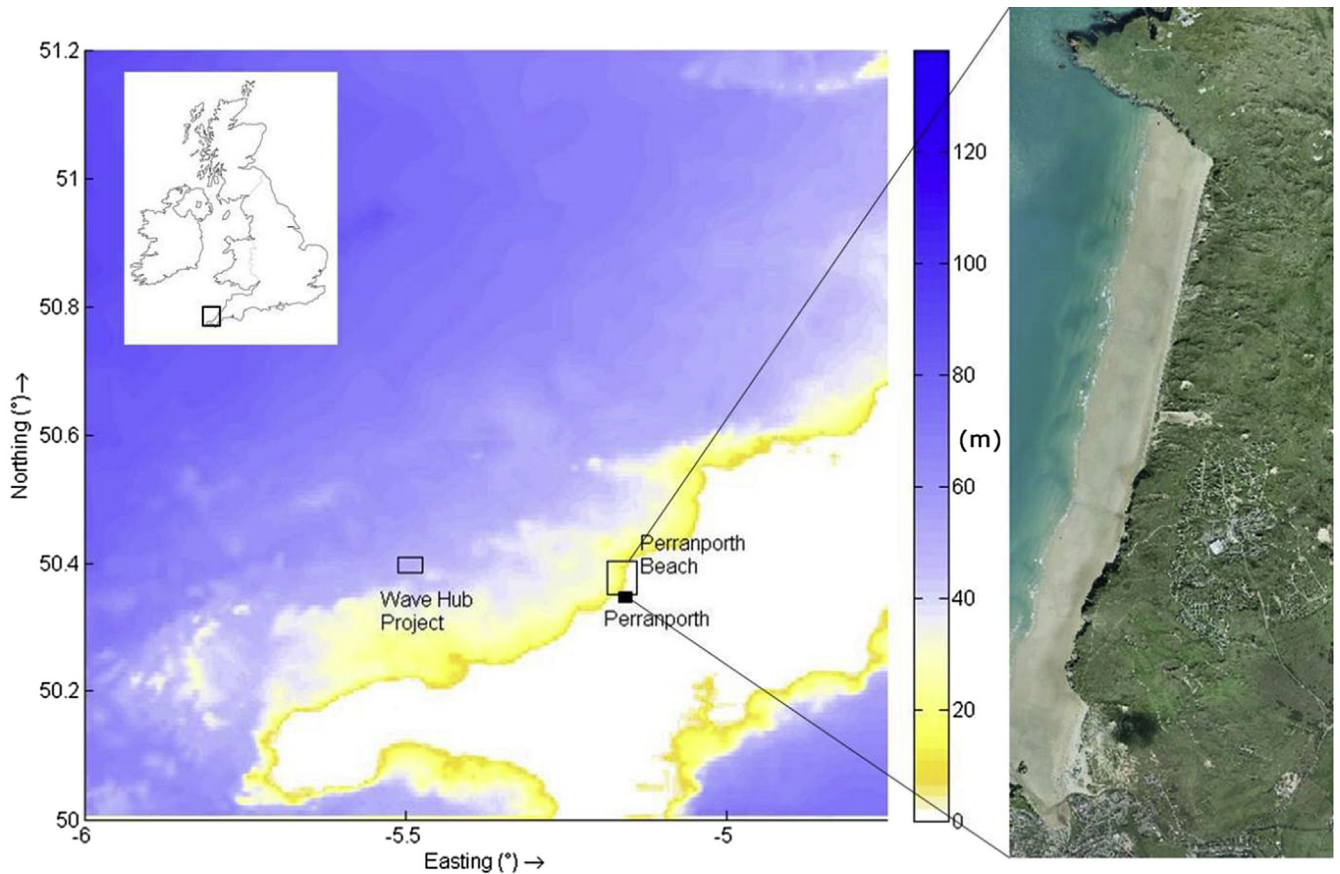 51.2
51
50.8
50.6
50.4
50.2
50
-6
-5.5
-5
Northing (°)→
Easting (°) →
Wave Hub
Project
Perranporth
Beach
Perranporth
120
100
80
60
40
20
0
(m)